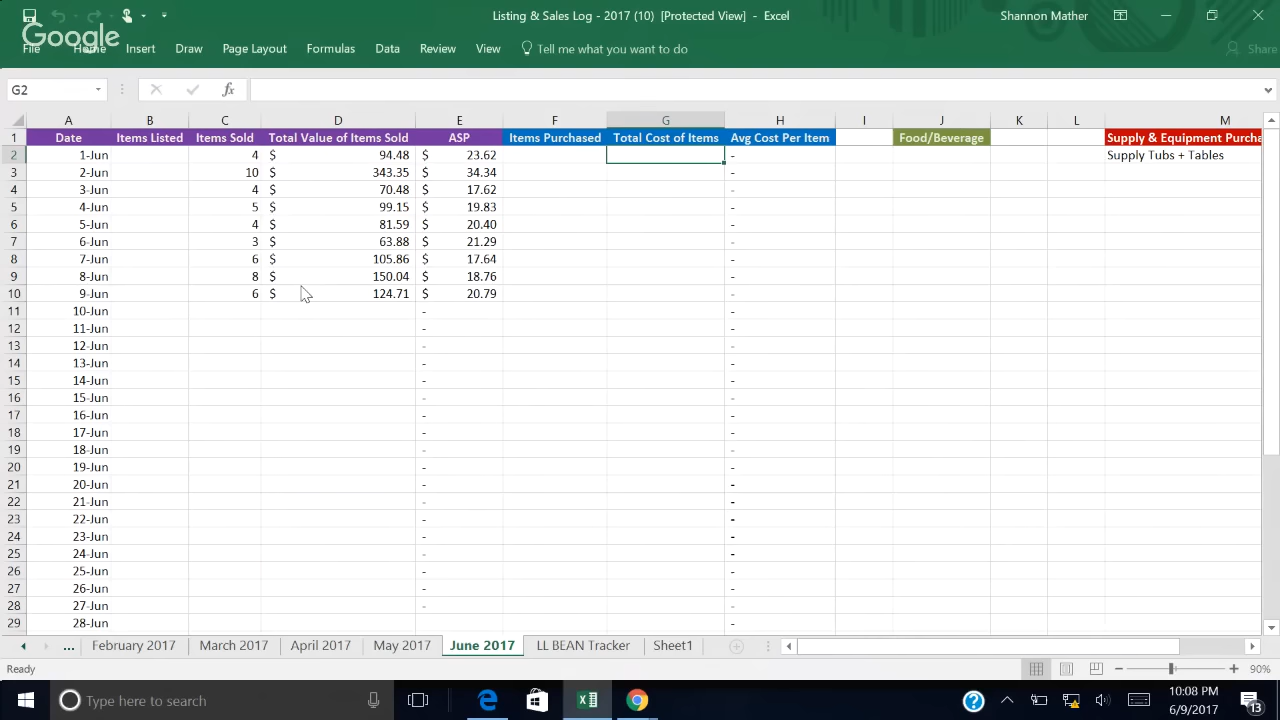 Listing & Sales Log - 2017 (10) [Protected View] - Excel
Shannon Mather
Google
File Home Insert Draw Page Layout Formulas Data Review View Tell me what you want to do Share
G2 fx
A B C D E F G H I J K L M
1 Date Items Listed Items Sold Total Value of Items Sold ASP Items Purchased Total Cost of Items Avg Cost Per Item Food/Beverage Supply & Equipment Purcha
2 1-Jun 4 $ 94.48 $ 23.62 - Supply Tubs + Tables
3 2-Jun 10 $ 343.35 $ 34.34 -
4 3-Jun 4 $ 70.48 $ 17.62 -
5 4-Jun 5 $ 99.15 $ 19.83 -
6 5-Jun 4 $ 81.59 $ 20.40 -
7 6-Jun 3 $ 63.88 $ 21.29 -
8 7-Jun 6 $ 105.86 $ 17.64 -
9 8-Jun 8 $ 150.04 $ 18.76 -
10 9-Jun 6 $ 124.71 $ 20.79 -
11 10-Jun - -
12 11-Jun - -
13 12-Jun - -
14 13-Jun - -
15 14-Jun - -
16 15-Jun - -
17 16-Jun - -
18 17-Jun - -
19 18-Jun - -
20 19-Jun - -
21 20-Jun - -
22 21-Jun - -
23 22-Jun - -
24 23-Jun - -
25 24-Jun - -
26 25-Jun - -
27 26-Jun - -
28 27-Jun - -
29 28-Jun -
... February 2017 March 2017 April 2017 May 2017 June 2017 LL BEAN Tracker Sheet1
Ready 90%
Type here to search
10:08 PM
6/9/2017
13